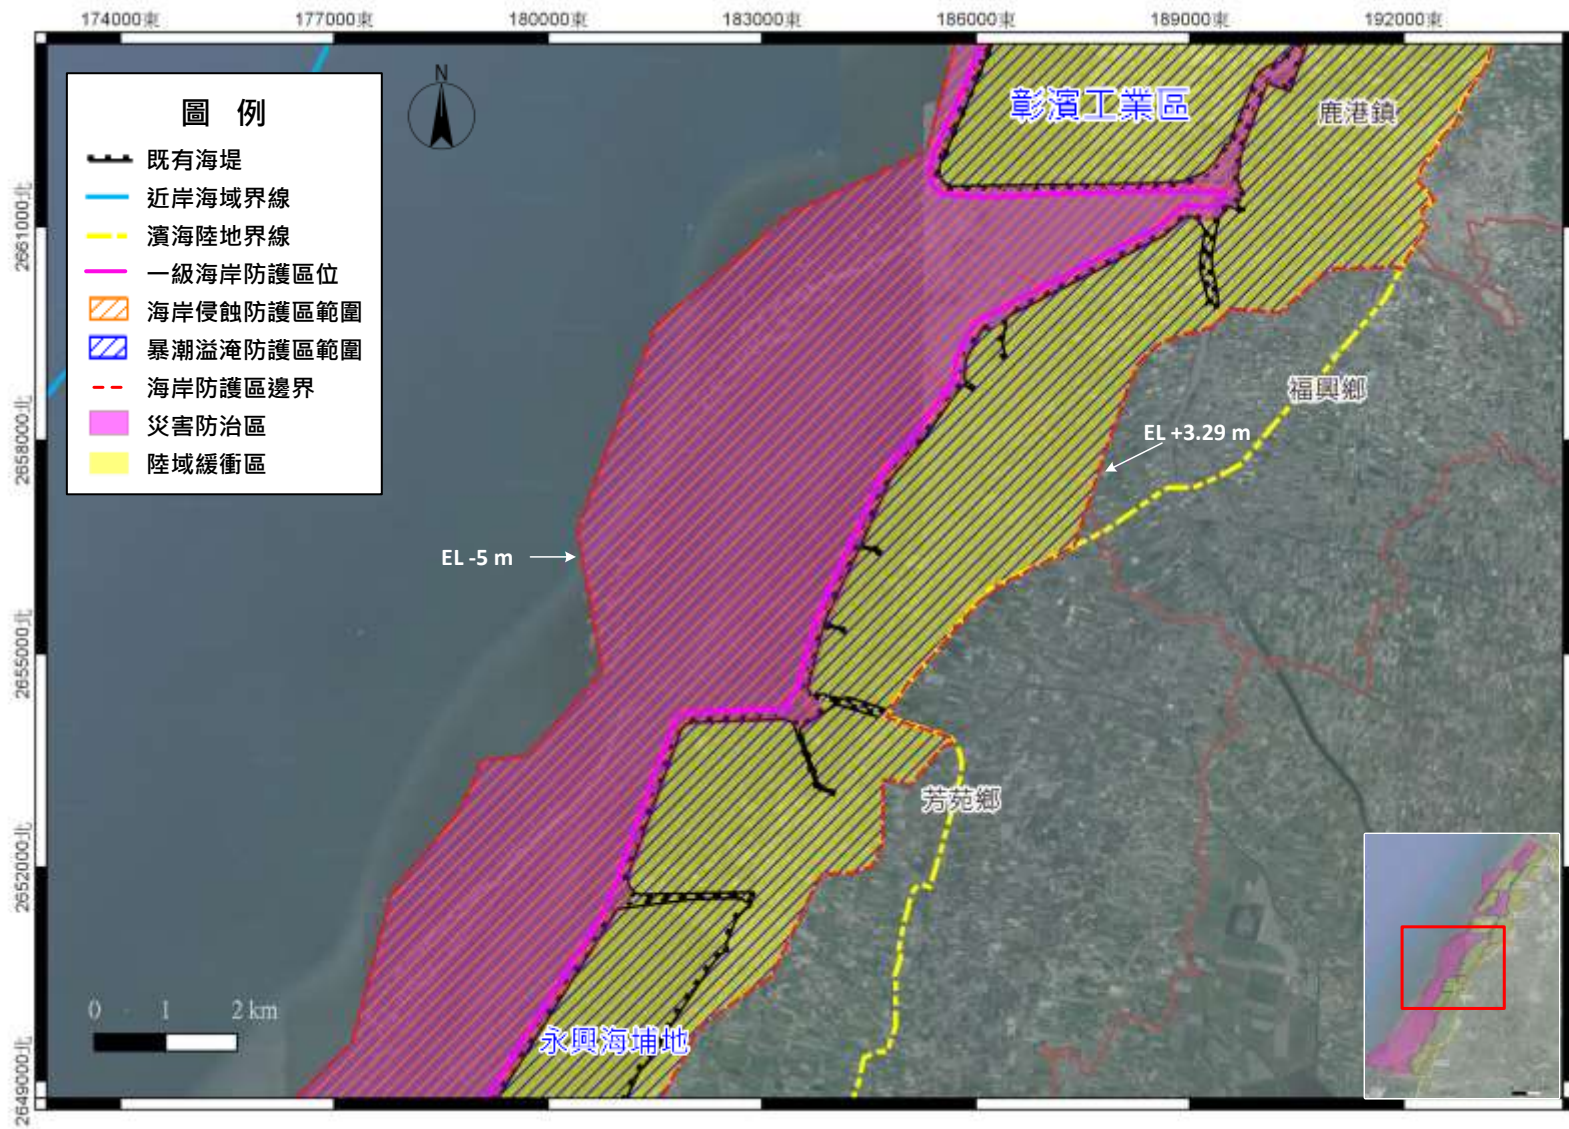 174000東 177000東 180000東 183000東 186000東 189000東 192000東
圖 例
既有海堤
近岸海域界線
濱海陸地界線
一級海岸防護區位
海岸侵蝕防護區範圍
暴潮溢淹防護區範圍
海岸防護區邊界
災害防治區
陸域緩衝區
N
彰濱工業區
鹿港鎮
福興鄉
EL +3.29 m
EL -5 m
芳苑鄉
永興海埔地
0 1 2 km
2661000北
2658000北
2655000北
2652000北
2649000北